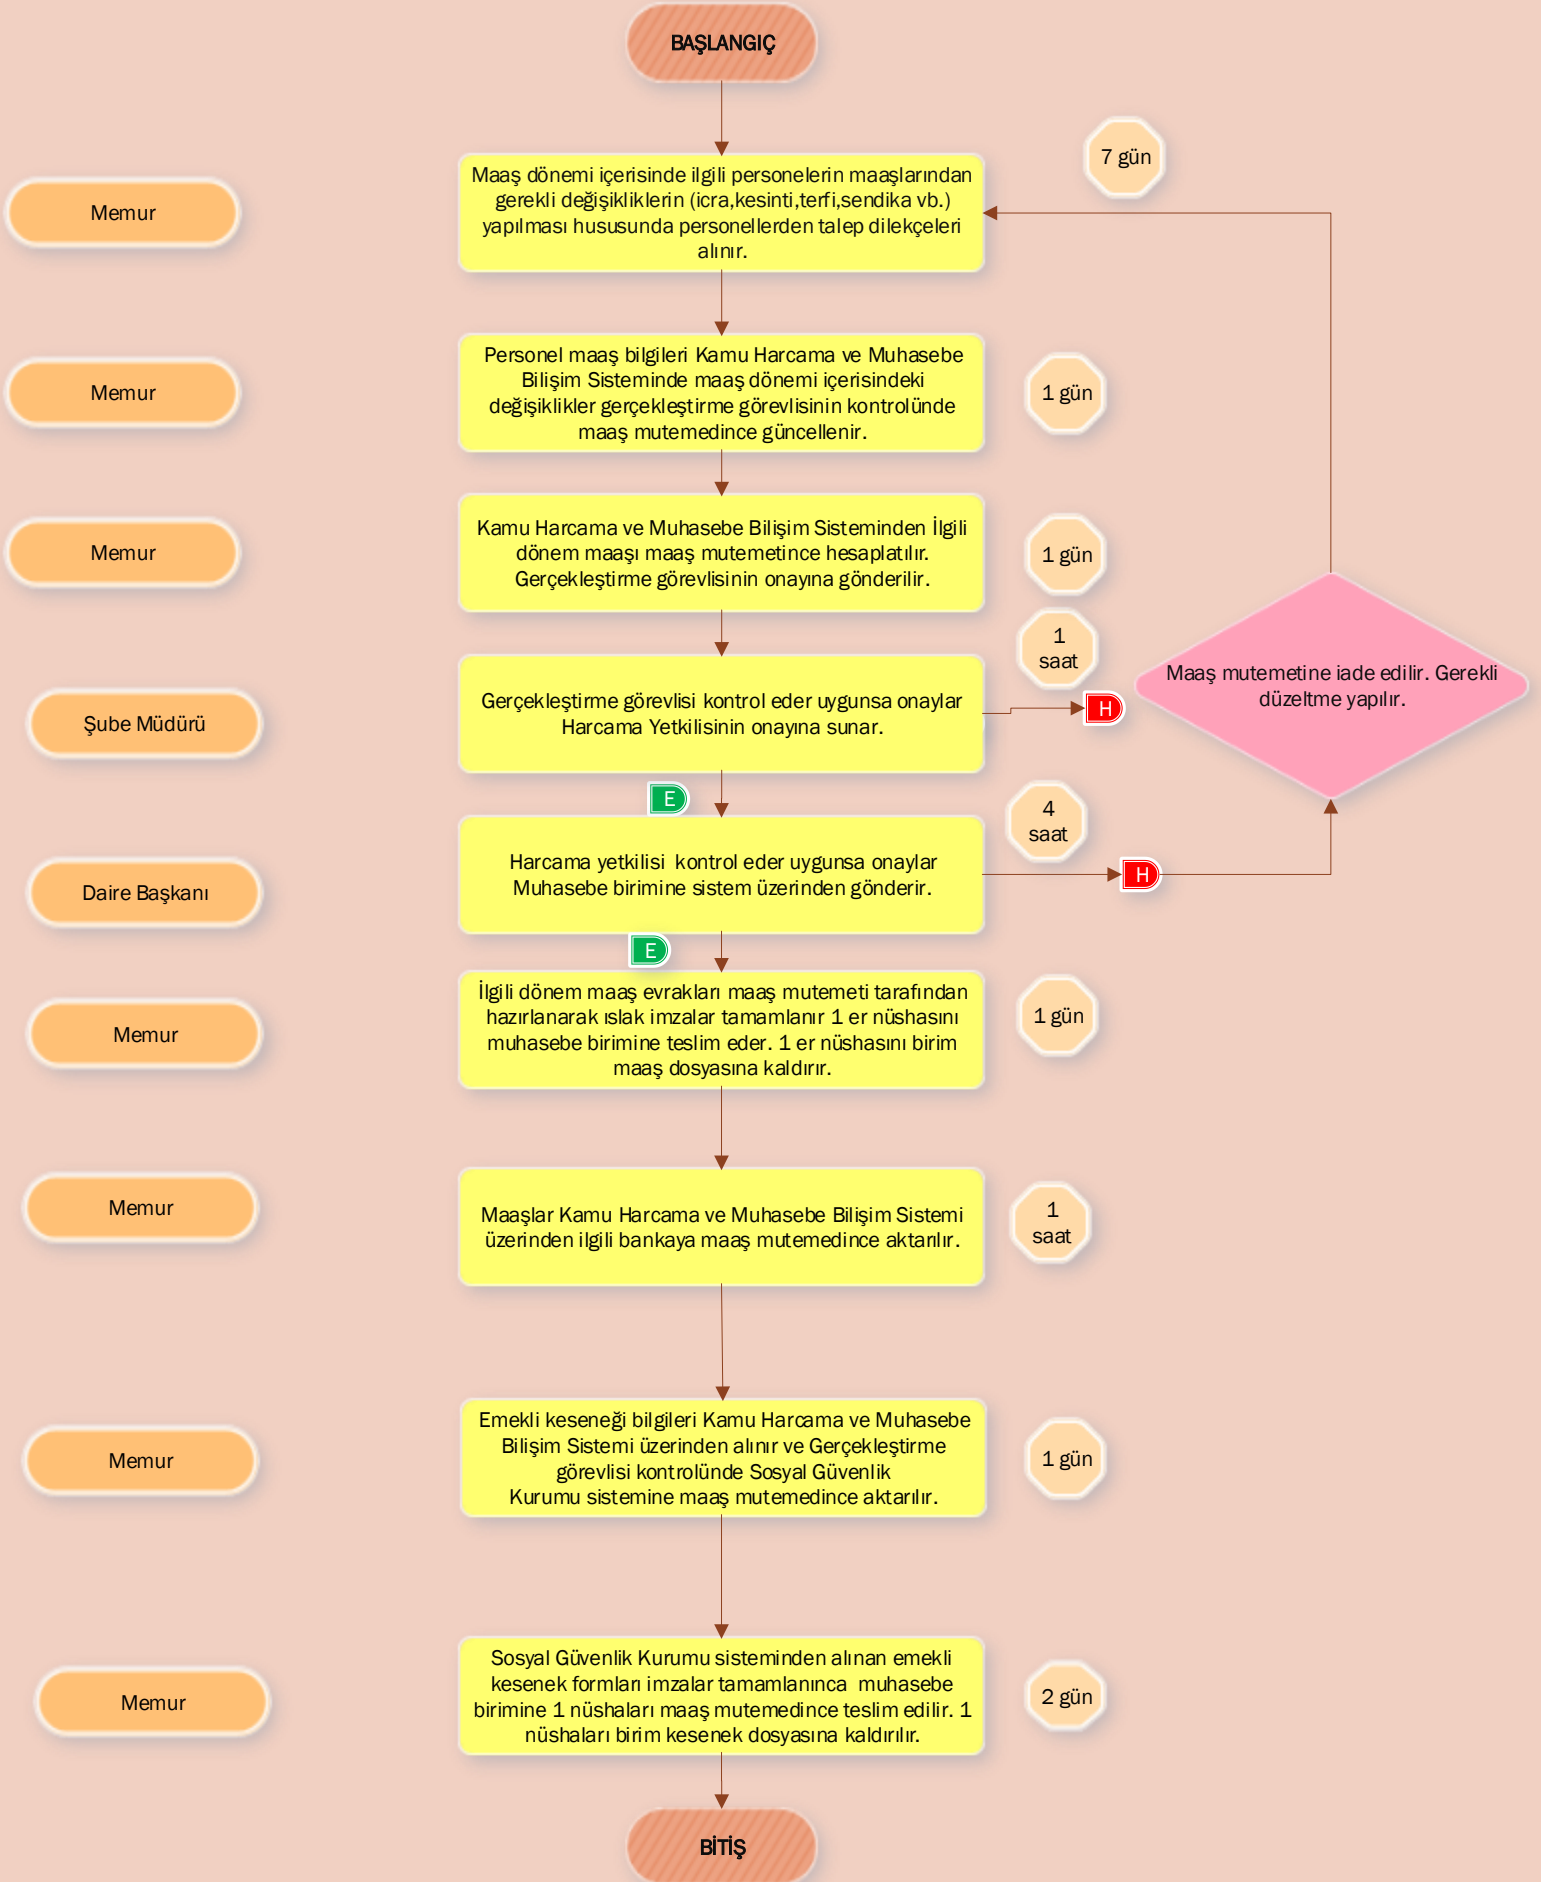 BAŞLANGIÇ
7 gün
Memur
Maaş dönemi içerisinde ilgili personelerin maaşlarından
gerekli değişikliklerin (icra,kesinti,terfi,sendika vb.)
yapılması hususunda personellerden talep dilekçeleri
alınır.
Memur
Personel maaş bilgileri Kamu Harcama ve Muhasebe
Bilişim Sisteminde maaş dönemi içerisindeki
değişiklikler gerçekleştirme görevlisinin kontrolünde
maaş mutemedince güncellenir.
1 gün
Memur
Kamu Harcama ve Muhasebe Bilişim Sisteminden İlgili
dönem maaşı maaş mutemetince hesaplatılır.
Gerçekleştirme görevlisinin onayına gönderilir.
1 gün
1
saat
Şube Müdürü
Gerçekleştirme görevlisi kontrol eder uygunsa onaylar
Harcama Yetkilisinin onayına sunar.
H
Maaş mutemetine iade edilir. Gerekli
düzeltme yapılır.
E
4
saat
Daire Başkanı
Harcama yetkilisi kontrol eder uygunsa onaylar
Muhasebe birimine sistem üzerinden gönderir.
H
E
Memur
İlgili dönem maaş evrakları maaş mutemeti tarafından
hazırlanarak ıslak imzalar tamamlanır 1 er nüshasını
muhasebe birimine teslim eder. 1 er nüshasını birim
maaş dosyasına kaldırır.
1 gün
Memur
Maaşlar Kamu Harcama ve Muhasebe Bilişim Sistemi
üzerinden ilgili bankaya maaş mutemedince aktarılır.
1
saat
Memur
Emekli keseneği bilgileri Kamu Harcama ve Muhasebe
Bilişim Sistemi üzerinden alınır ve Gerçekleştirme
görevlisi kontrolünde Sosyal Güvenlik
Kurumu sistemine maaş mutemedince aktarılır.
1 gün
Memur
Sosyal Güvenlik Kurumu sisteminden alınan emekli
kesenek formları imzalar tamamlanınca muhasebe
birimine 1 nüshaları maaş mutemedince teslim edilir. 1
nüshaları birim kesenek dosyasına kaldırılır.
2 gün
BİTİŞ